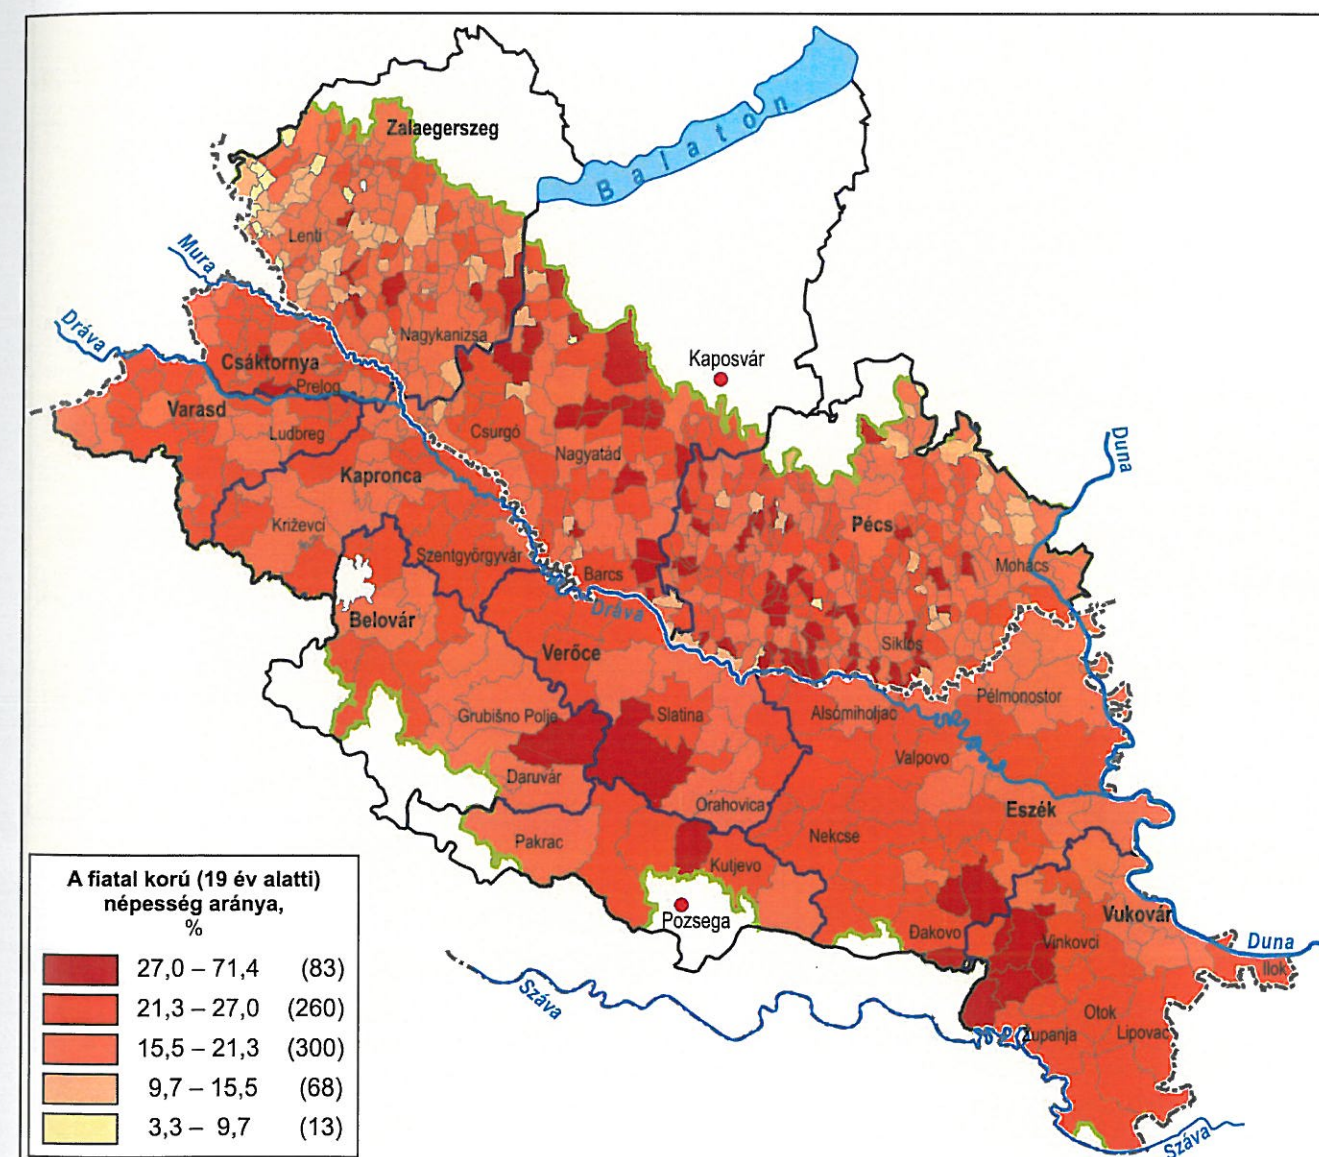 Zalaegerszeg
Balaton
Lenti
Mura
Dráva
Nagykanizsa
Csáktornya
Prelog
Kaposvár
Varasd
Ludbreg
Csurgó
Nagyatád
Kapronca
Duna
Pécs
Križevci
Szentgyörgyvár
Barcs
Mohács
Dráva
Belovár
Siklós
Verőce
Pélmonostor
Grubišno Polje
Slatina
Alsómiholjac
Valpovo
Daruvár
Orahovica
Eszék
Pakrac
Nekcse
Kutjevo
Pozsega
Vukovár
Đakovo
Vinkovci
Duna
Ilok
Száva
Otok
Županja
Lipovac
Száva
A fiatal korú (19 év alatti)
népesség aránya,
%
27,0 – 71,4 (83)
21,3 – 27,0 (260)
15,5 – 21,3 (300)
9,7 – 15,5 (68)
3,3 – 9,7 (13)